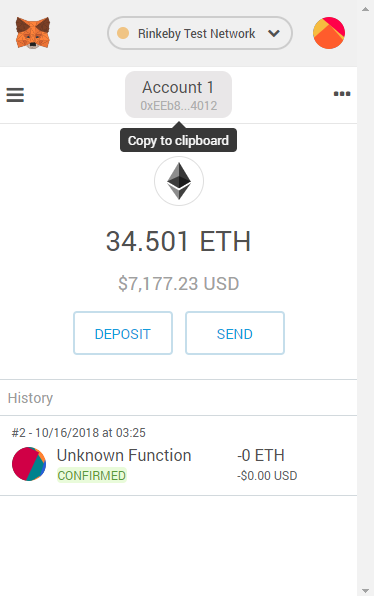 Rinkeby Test Network
Account 1
0xEEb8...4012
Copy to clipboard
34.501 ETH
$7,177.23 USD
DEPOSIT
SEND
History
#2 - 10/16/2018 at 03:25
Unknown Function
-0 ETH
CONFIRMED
-$0.00 USD